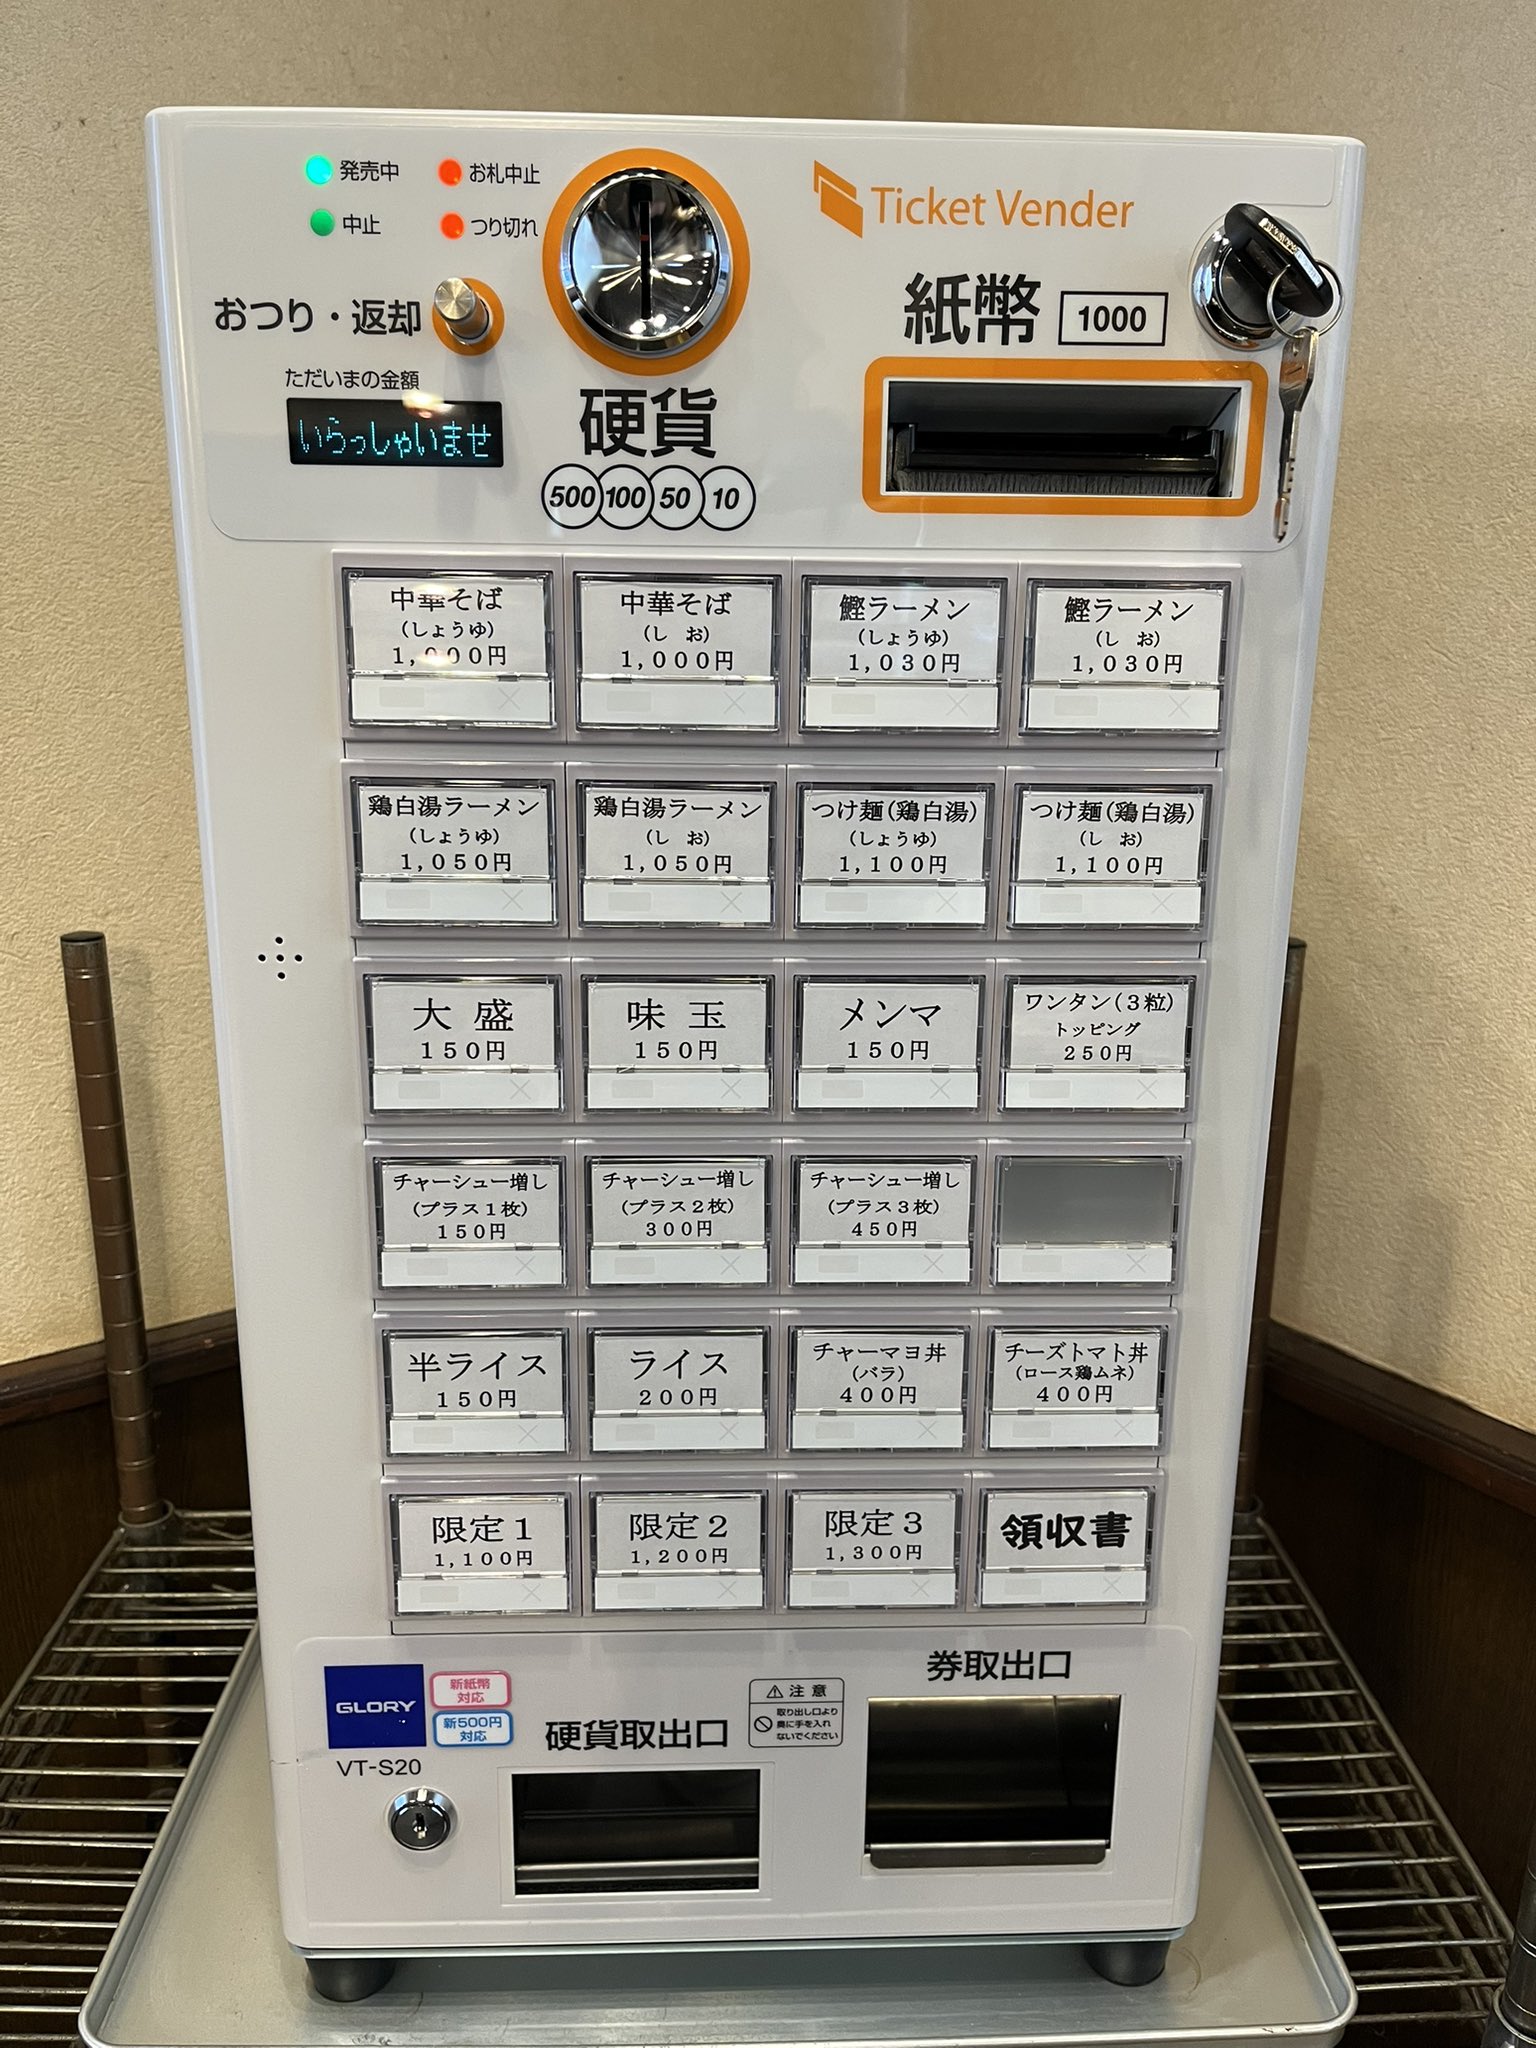 発売中
お札中止
中止
つり切れ
Ticket Vender
おつり・返却
紙幣 1000
ただいまの金額
いらっしゃいませ
硬貨
500 100 50 10
中華そば
(しょうゆ)
1,000円
中華そば
(し お)
1,000円
鰹ラーメン
(しょうゆ)
1,030円
鰹ラーメン
(し お)
1,030円
鶏白湯ラーメン
(しょうゆ)
1,050円
鶏白湯ラーメン
(し お)
1,050円
つけ麺(鶏白湯)
(しょうゆ)
1,100円
つけ麺(鶏白湯)
(し お)
1,100円
大 盛
150円
味 玉
150円
メンマ
150円
ワンタン(3粒)
トッピング
250円
チャーシュー増し
(プラス1枚)
150円
チャーシュー増し
(プラス2枚)
300円
チャーシュー増し
(プラス3枚)
450円
半ライス
150円
ライス
200円
チャーマヨ丼
(バラ)
400円
チーズトマト丼
(ロース鶏ムネ)
400円
限定1
1,100円
限定2
1,200円
限定3
1,300円
領収書
GLORY
新紙幣
対応
新500円
対応
VT-S20
硬貨取出口
注意
取り出し口より
奥に手を入れ
ないでください
券取出口